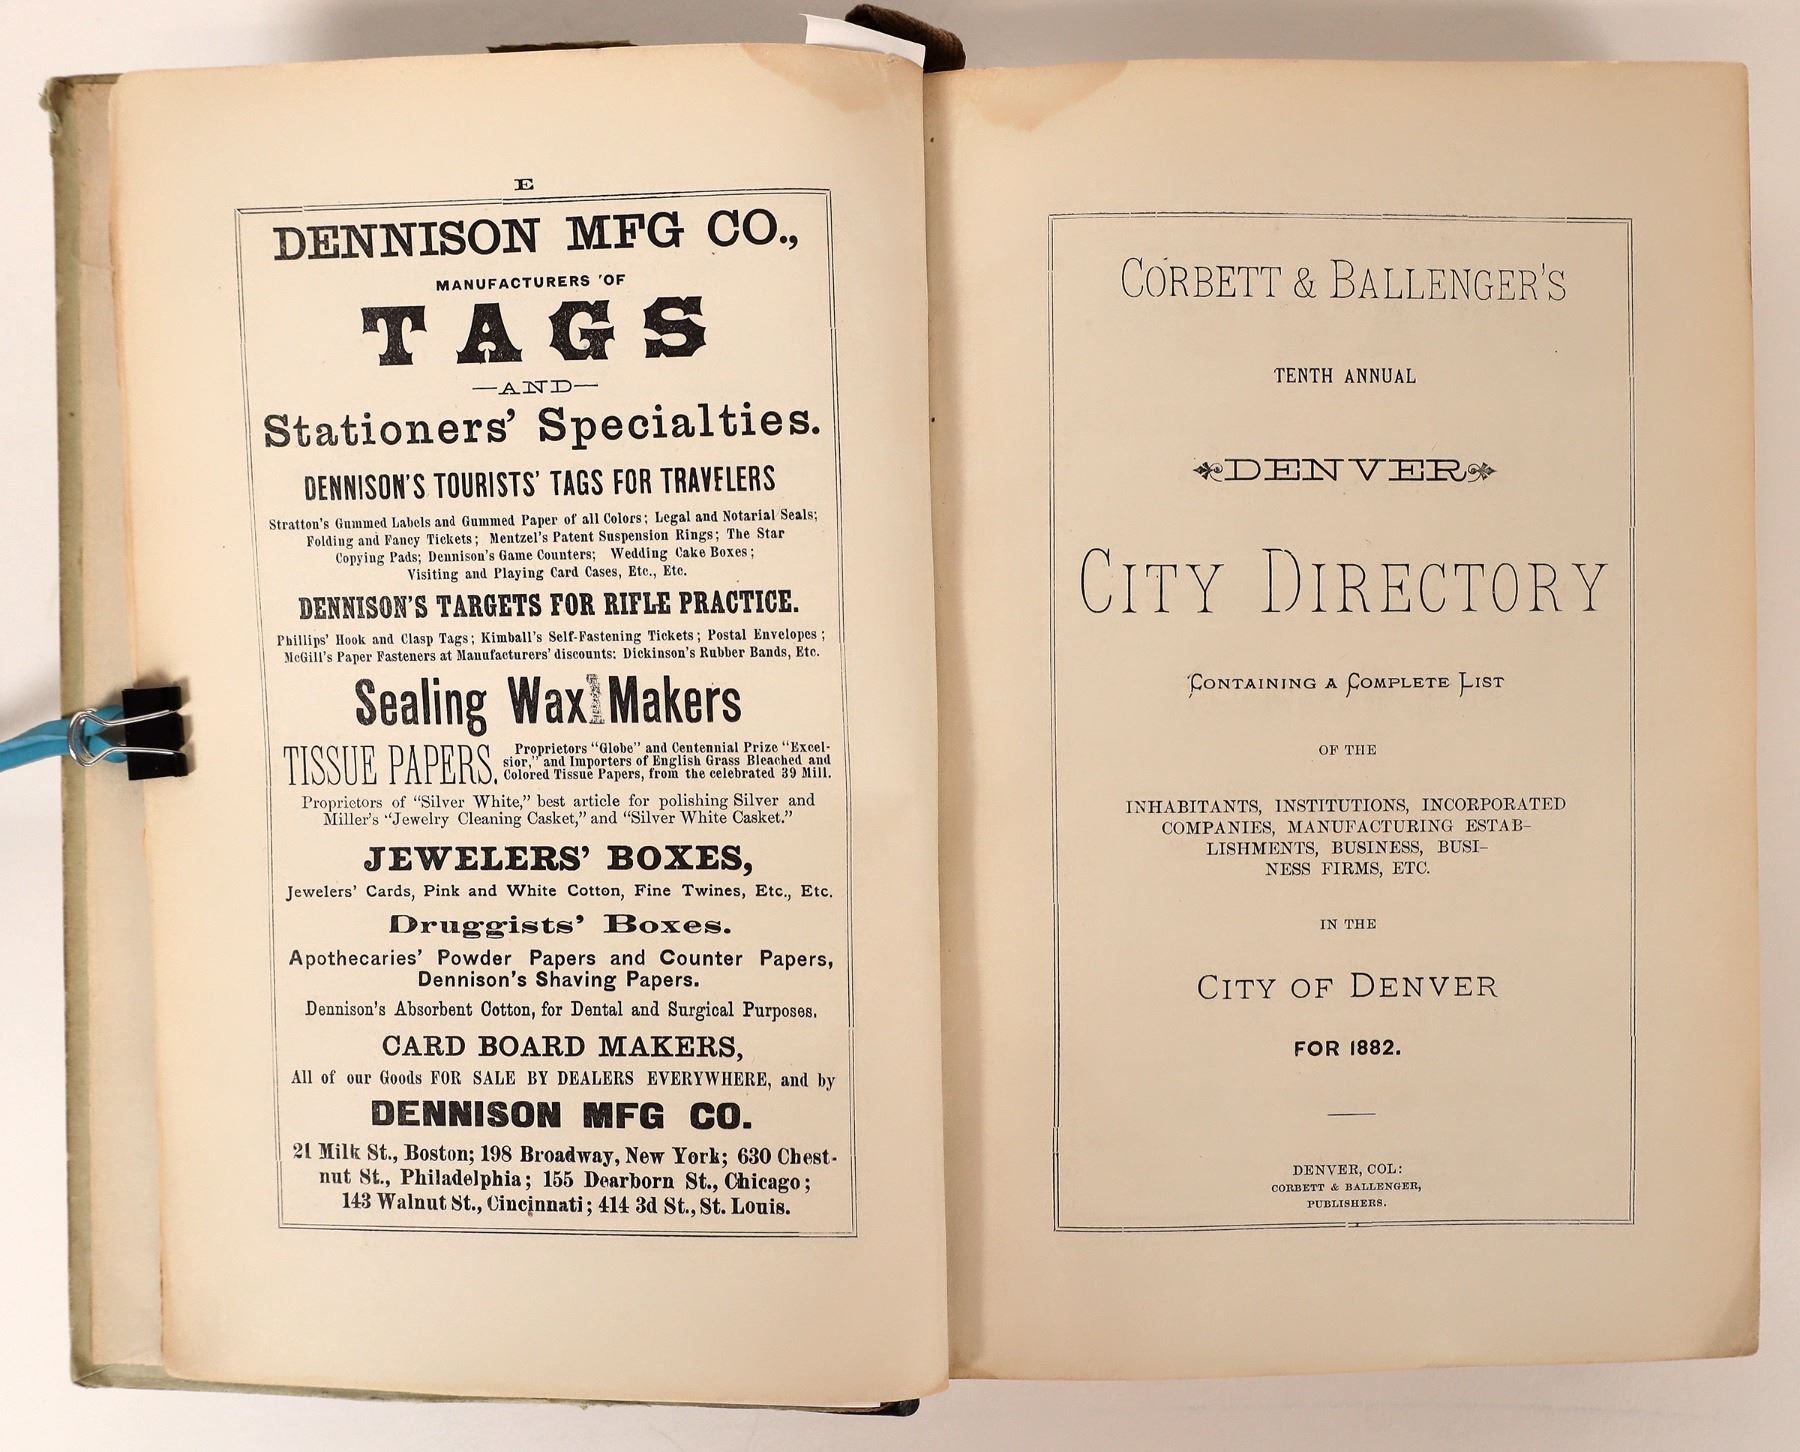 E
DENNISON MFG CO.,
MANUFACTURERS OF
TAGS
—AND—
Stationers' Specialties.
DENNISON'S TOURISTS' TAGS FOR TRAVELERS
Stratton's Gummed Labels and Gummed Paper of all Colors; Legal and Notarial Seals;
Folding and Fancy Tickets; Mentzel's Patent Suspension Rings; The Star
Copying Pads; Dennison's Game Counters; Wedding Cake Boxes;
Visiting and Playing Card Cases, Etc., Etc.
DENNISON'S TARGETS FOR RIFLE PRACTICE.
Phillips' Hook and Clasp Tags; Kimball's Self-Fastening Tickets; Postal Envelopes;
McGill's Paper Fasteners at Manufacturers' discounts: Dickinson's Rubber Bands, Etc.
Sealing Wax Makers
TISSUE PAPERS.
Proprietors "Globe" and Centennial Prize "Excel-
sior," and Importers of English Grass Bleached and
Colored Tissue Papers, from the celebrated 39 Mill.
Proprietors of "Silver White," best article for polishing Silver and
Miller's "Jewelry Cleaning Casket," and "Silver White Casket."
JEWELERS' BOXES,
Jewelers' Cards, Pink and White Cotton, Fine Twines, Etc., Etc.
Druggists' Boxes.
Apothecaries' Powder Papers and Counter Papers,
Dennison's Shaving Papers.
Dennison's Absorbent Cotton, for Dental and Surgical Purposes.
CARD BOARD MAKERS,
All of our Goods FOR SALE BY DEALERS EVERYWHERE, and by
DENNISON MFG CO.
21 Milk St., Boston; 198 Broadway, New York; 630 Chest-
nut St., Philadelphia; 155 Dearborn St., Chicago;
143 Walnut St., Cincinnati; 414 3d St., St. Louis.
CORBETT & BALLENGER'S
TENTH ANNUAL
DENVER
CITY DIRECTORY
CONTAINING A COMPLETE LIST
OF THE
INHABITANTS, INSTITUTIONS, INCORPORATED
COMPANIES, MANUFACTURING ESTAB-
LISHMENTS, BUSINESS, BUSI-
NESS FIRMS, ETC.
IN THE
CITY OF DENVER
FOR 1882.
DENVER, COL:
CORBETT & BALLENGER,
PUBLISHERS.